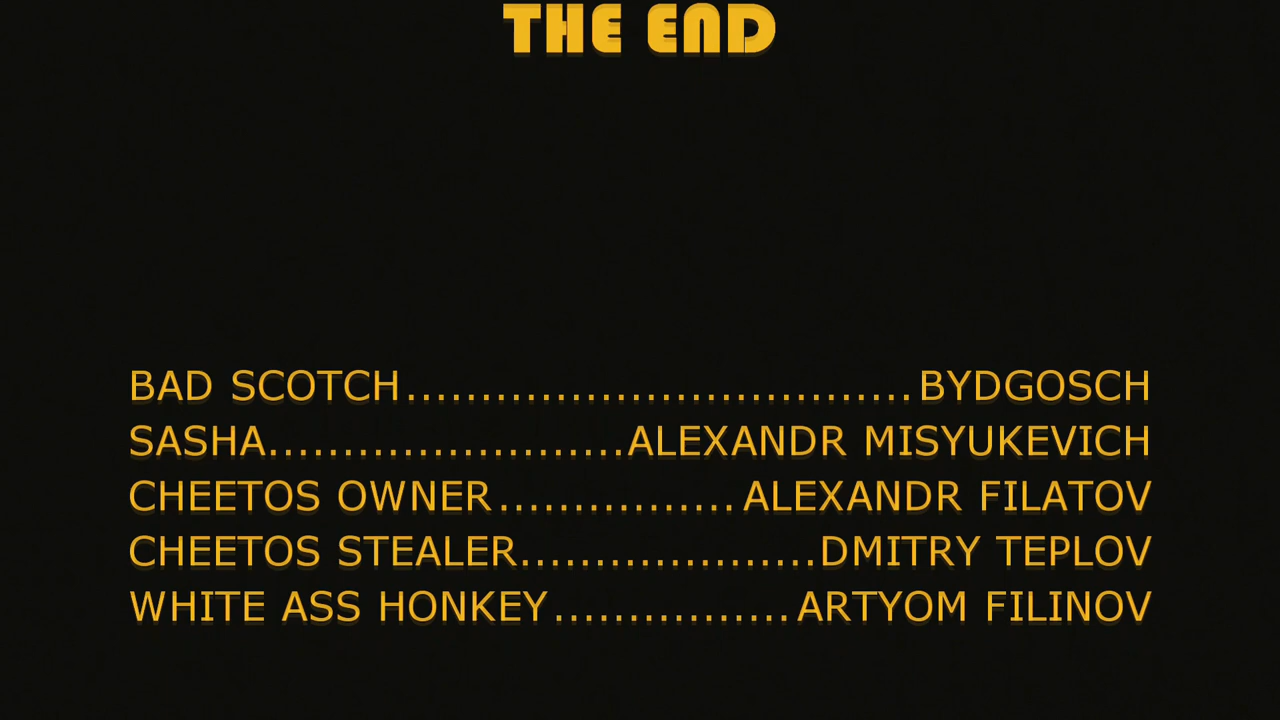 THE END
BAD SCOTCH..................................BYDGOSCH
SASHA........................ALEXANDR MISYUKEVICH
CHEETOS OWNER................ALEXANDR FILATOV
CHEETOS STEALER....................DMITRY TEPLOV
WHITE ASS HONKEY................ARTYOM FILINOV